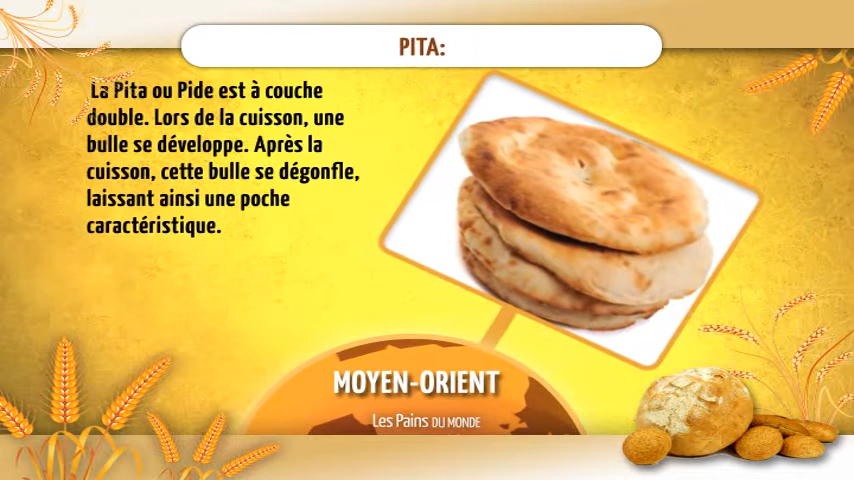 PITA:
La Pita ou Pide est à couche
double. Lors de la cuisson, une
bulle se développe. Après la
cuisson, cette bulle se dégonfle,
laissant ainsi une poche
caractéristique.
MOYEN-ORIENT
Les Pains DU MONDE